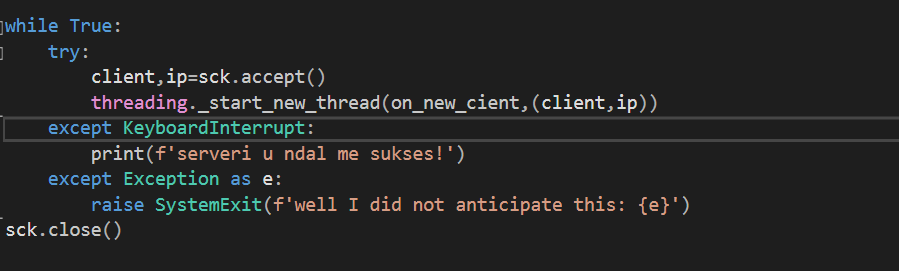 while True:
    try:
        client,ip=sck.accept()
        threading._start_new_thread(on_new_cient,(client,ip))
    except KeyboardInterrupt:
        print(f'serveri u ndal me sukses!')
    except Exception as e:
        raise SystemExit(f'well I did not anticipate this: {e}')
sck.close()